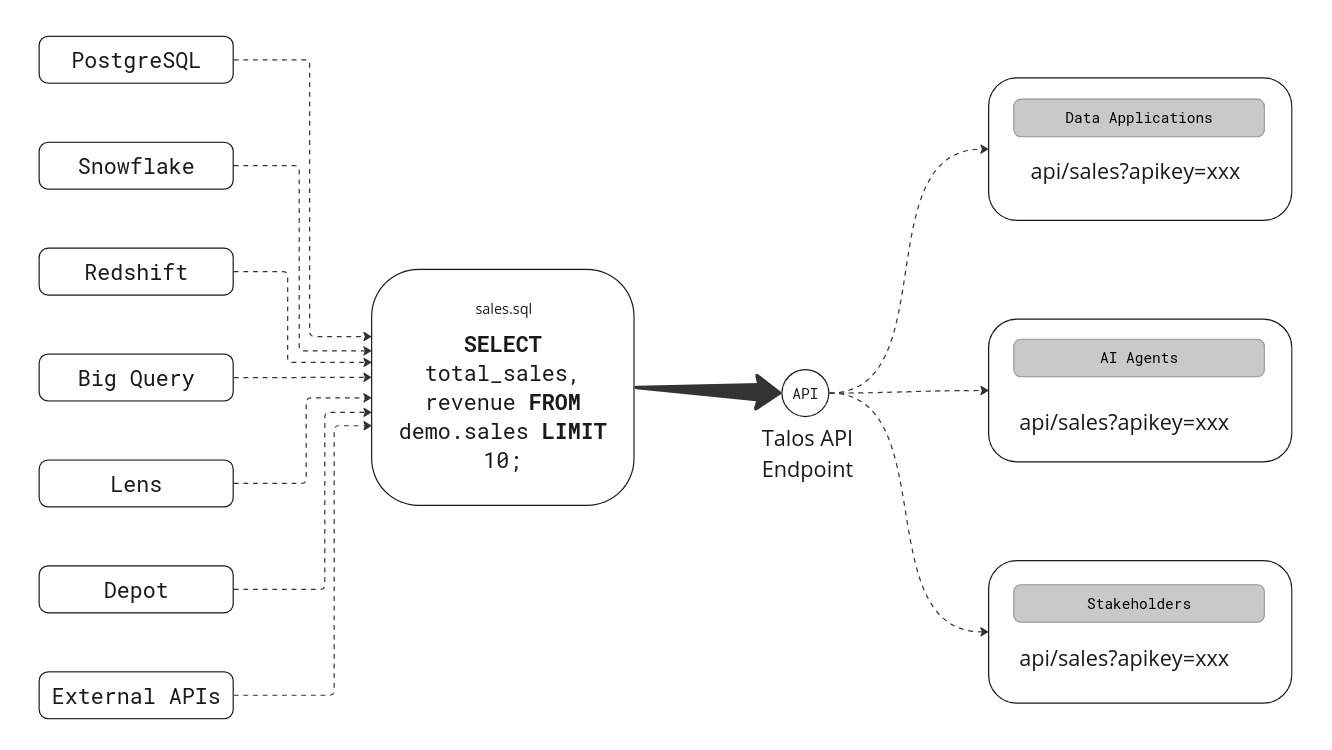 PostgreSQL
Snowflake
Redshift
Big Query
Lens
Depot
External APIs
sales.sql
SELECT
total_sales,
revenue FROM
demo.sales LIMIT
10;
API
Talos API
Endpoint
Data Applications
api/sales?apikey=xxx
AI Agents
api/sales?apikey=xxx
Stakeholders
api/sales?apikey=xxx